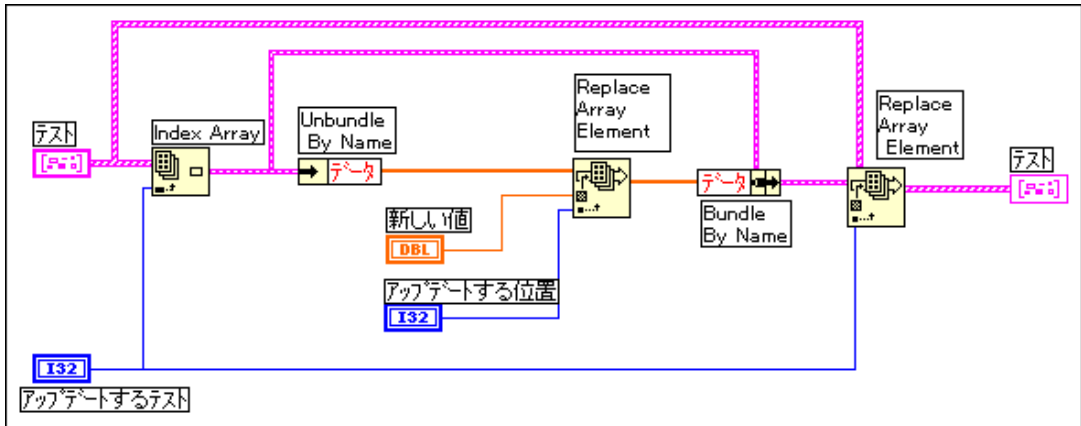 テスト
Index Array
Unbundle
By Name
データ
Replace
Array
Element
新しい値
DBL
アップデートする位置
I32
データ
Bundle
By Name
Replace
Array
Element
テスト
I32
アップデートするテスト